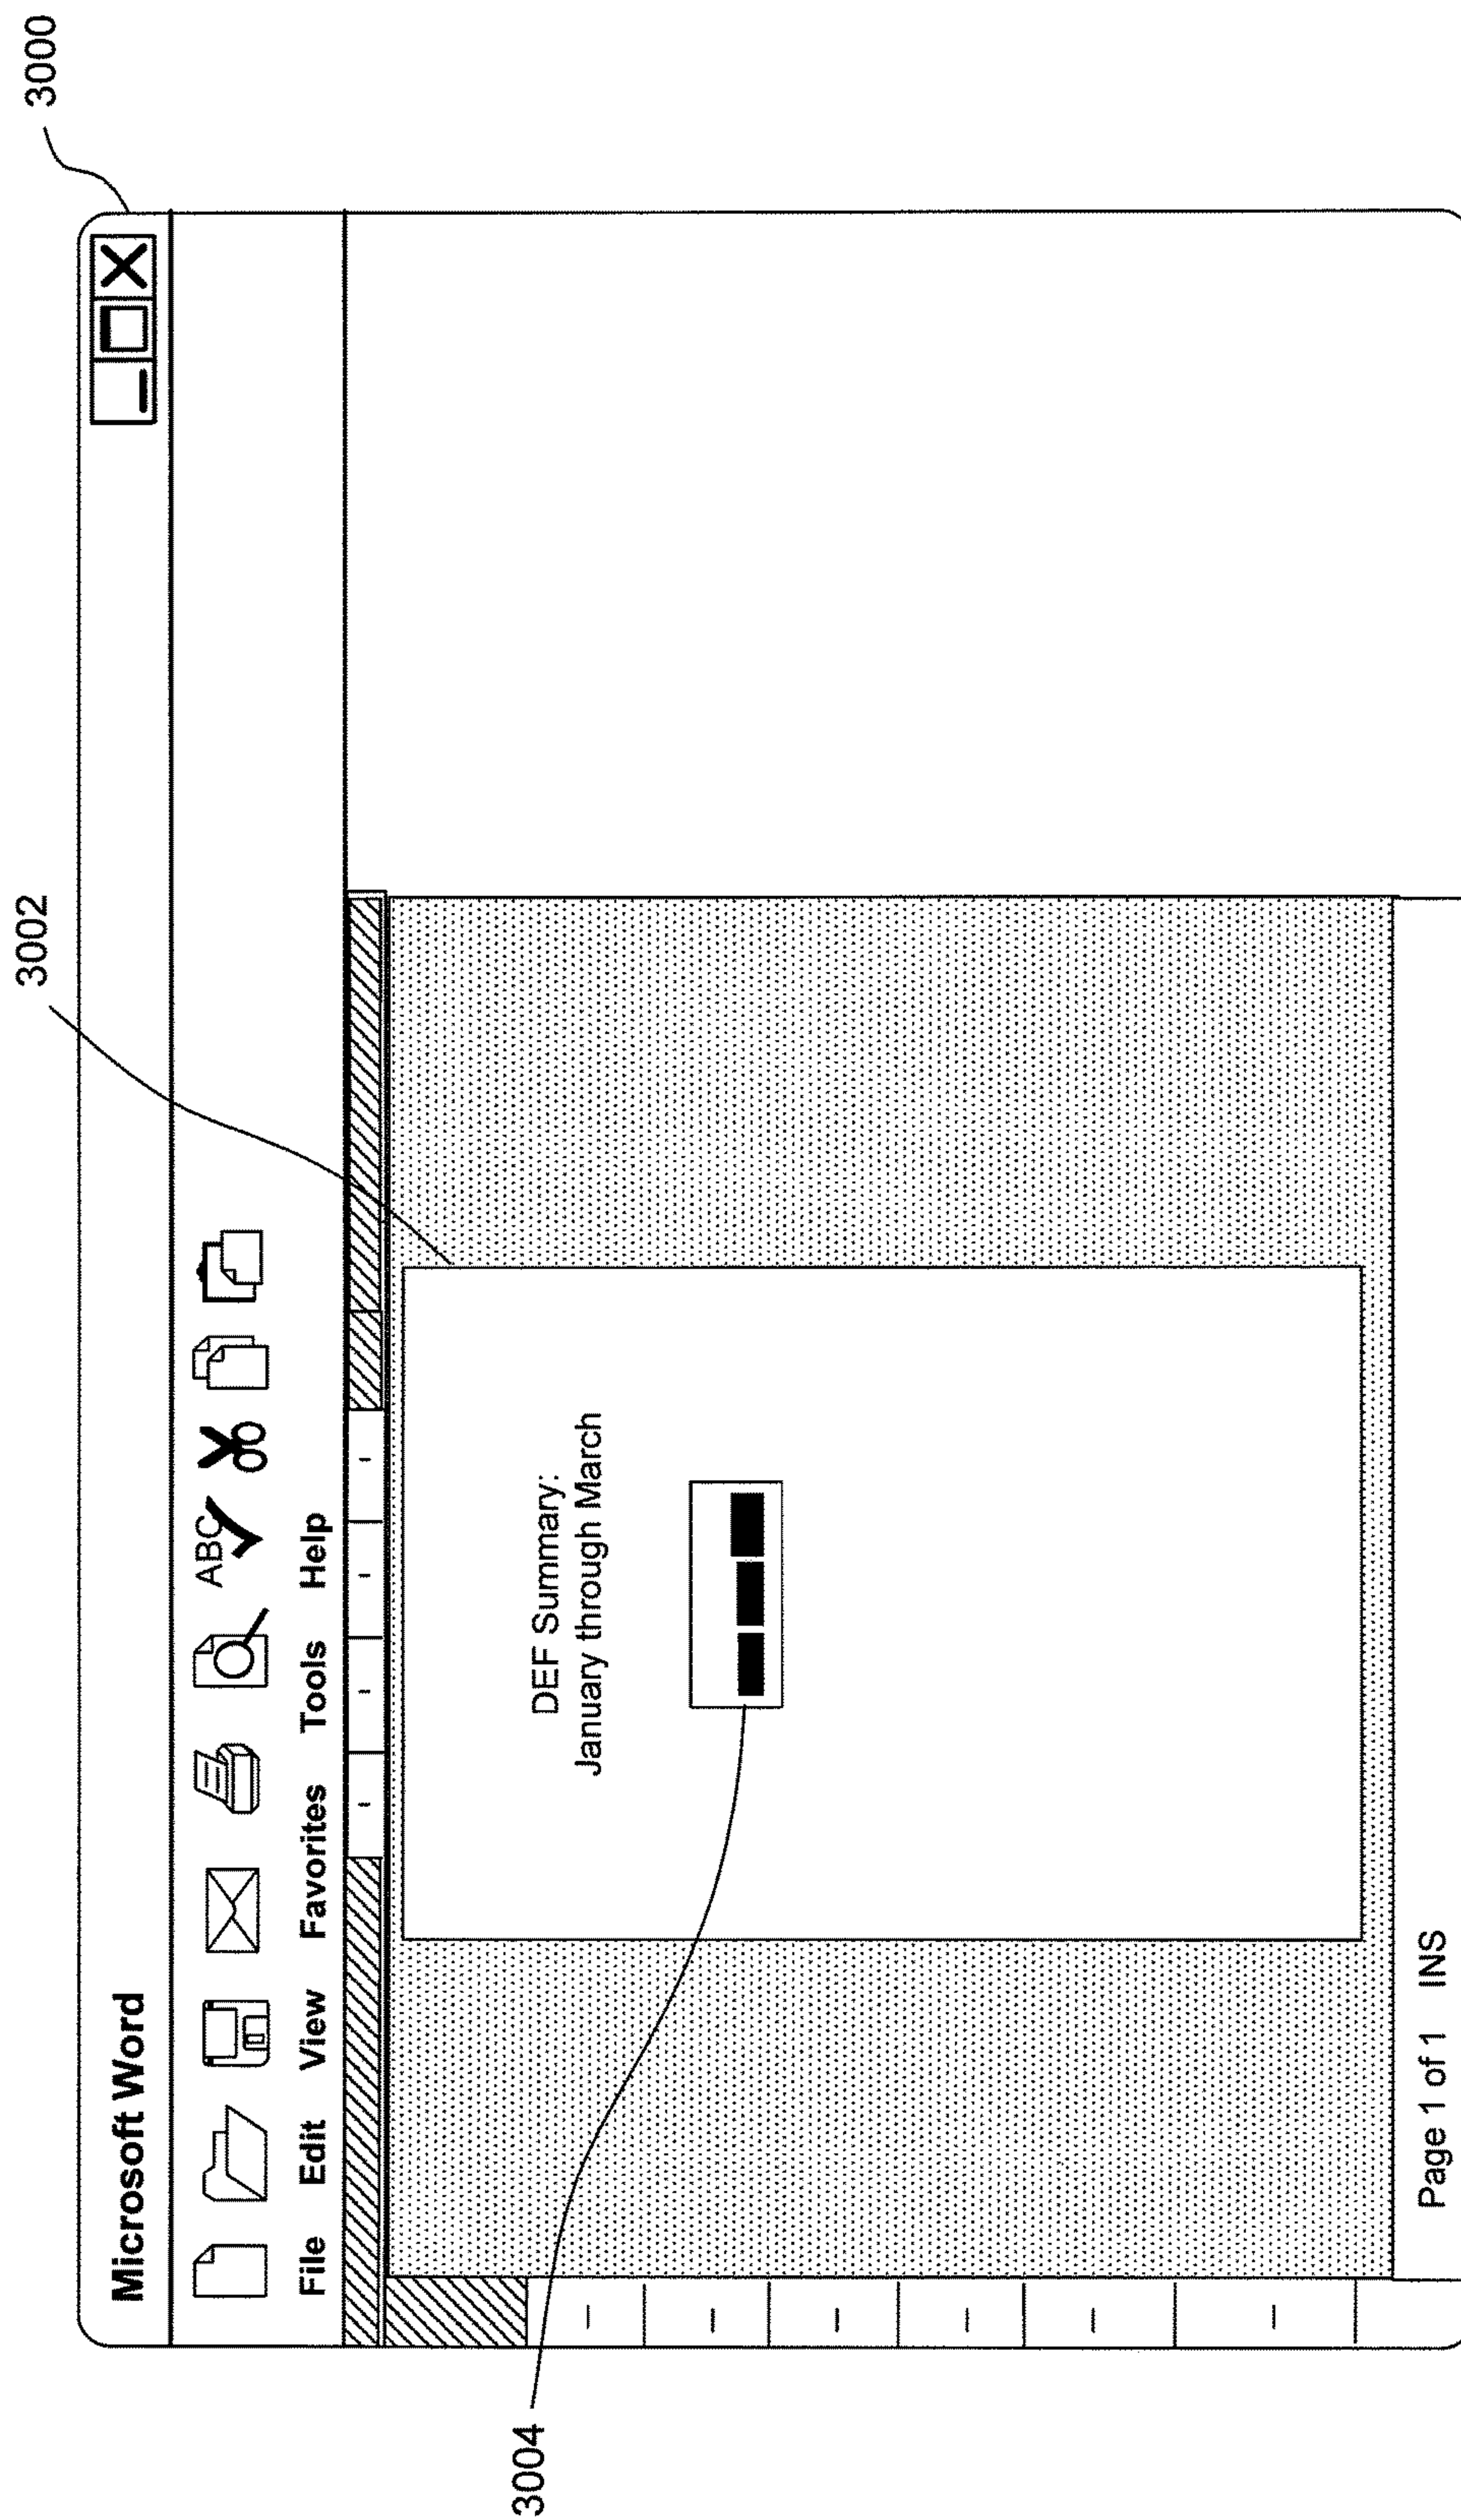 3000
3002
Microsoft Word
ABC
File Edit View Favorites Tools Help
DEF Summary:
January through March
3004
Page 1 of 1 INS